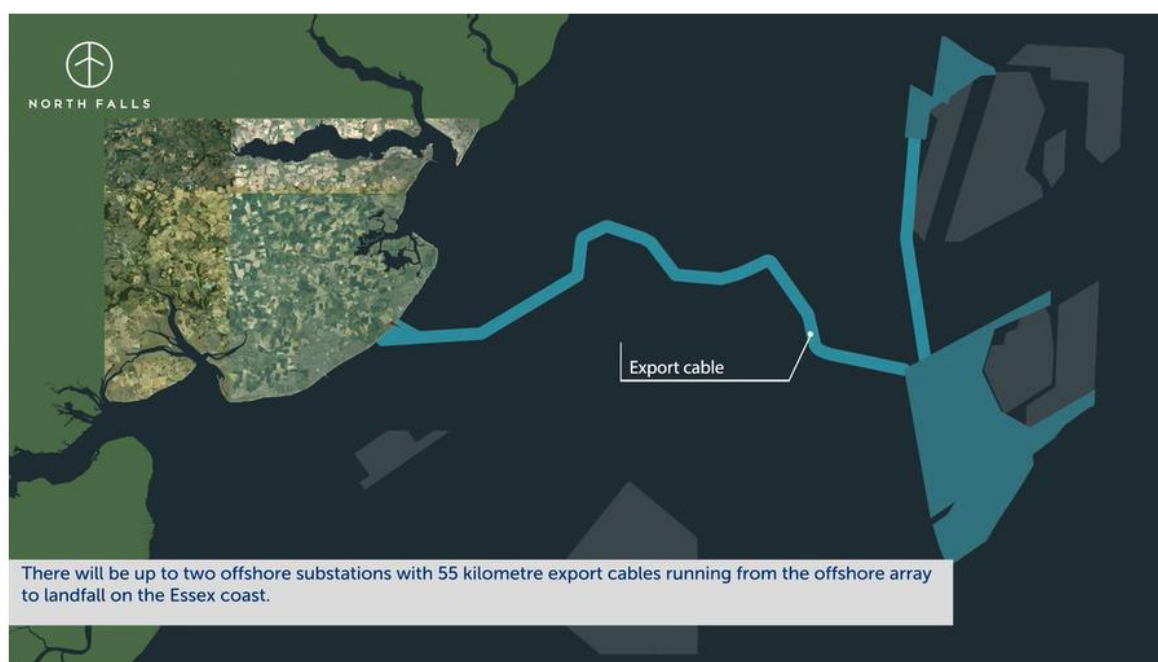 NORTH FALLS
Export cable
There will be up to two offshore substations with 55 kilometre export cables running from the offshore array
to landfall on the Essex coast.